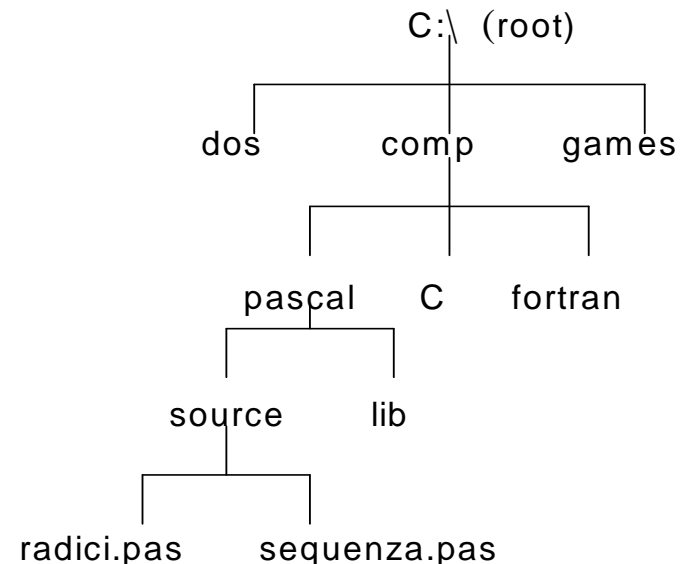 C:\ (root)
dos comp games
pascal C fortran
source lib
radici.pas sequenza.pas